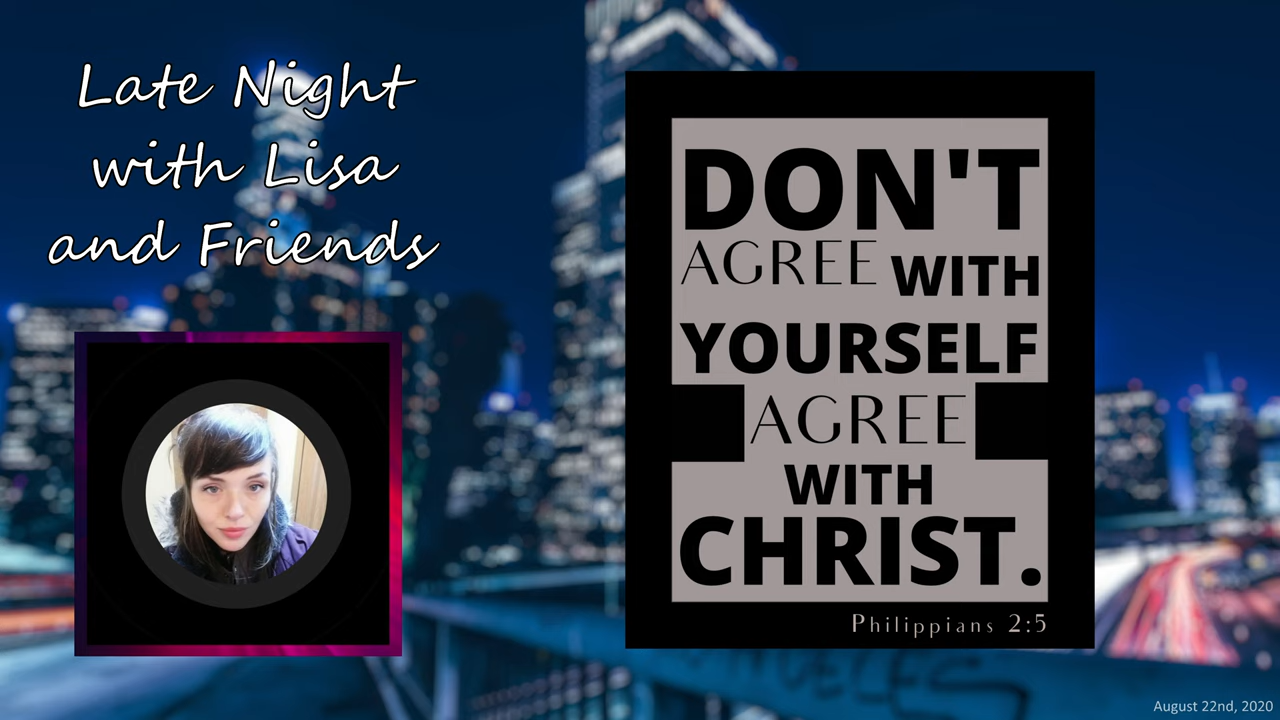 Late Night
with Lisa
and Friends
DON'T
AGREE WITH
YOURSELF
AGREE
WITH
CHRIST.
Philippians 2:5
August 22nd, 2020